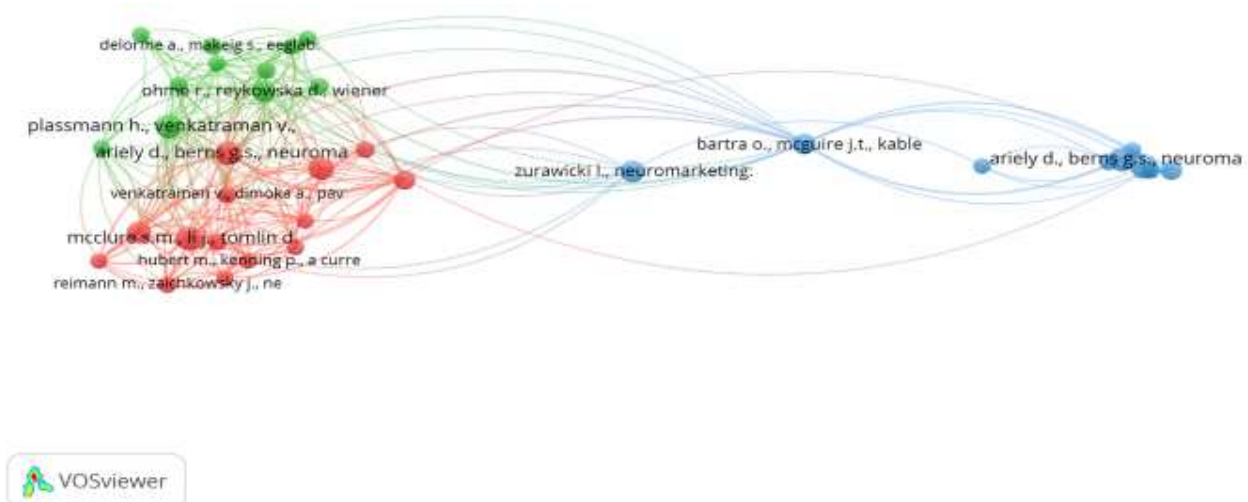 delorme a., makeig s., eeglab.
ohme r., reykowska d., wiener
plassmann h., venkatraman v.,
ariely d., berns g.s., neuroma
venkatraman v., dimoka a., pav
mcclure s.m., li j., tomlin d.
hubert m., kenning p., a curre
reimann m., zaichkowsky j., ne
zurawicki l., neuromarketing.
bartra o., mcguire j.t., kable
ariely d., berns g.s., neuroma
VOSviewer